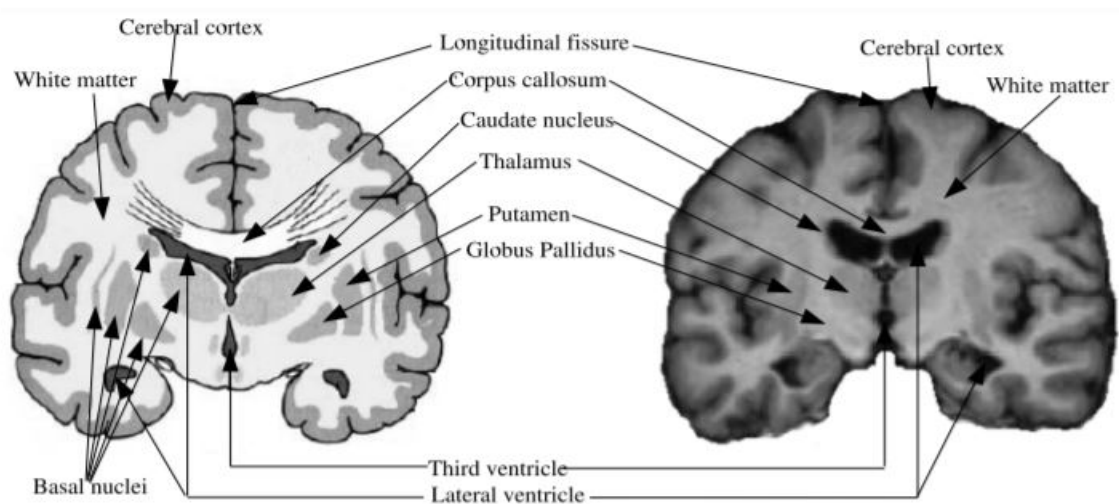 Cerebral cortex
Longitudinal fissure
Cerebral cortex
White matter
Corpus callosum
White matter
Caudate nucleus
Thalamus
Putamen
Globus Pallidus
Third ventricle
Basal nuclei
Lateral ventricle